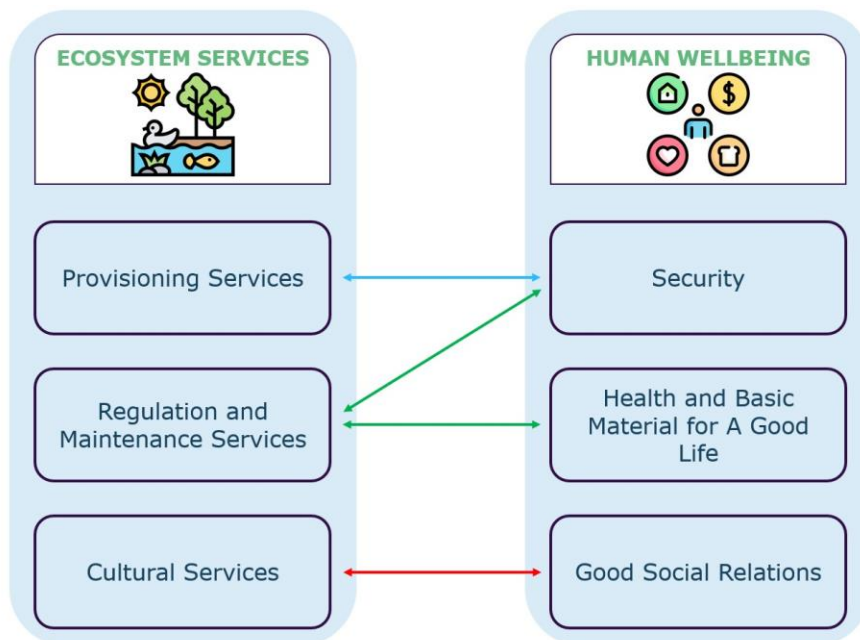 ECOSYSTEM SERVICES
Provisioning Services
Regulation and
Maintenance Services
Cultural Services
HUMAN WELLBEING
$
Security
Health and Basic
Material for A Good
Life
Good Social Relations